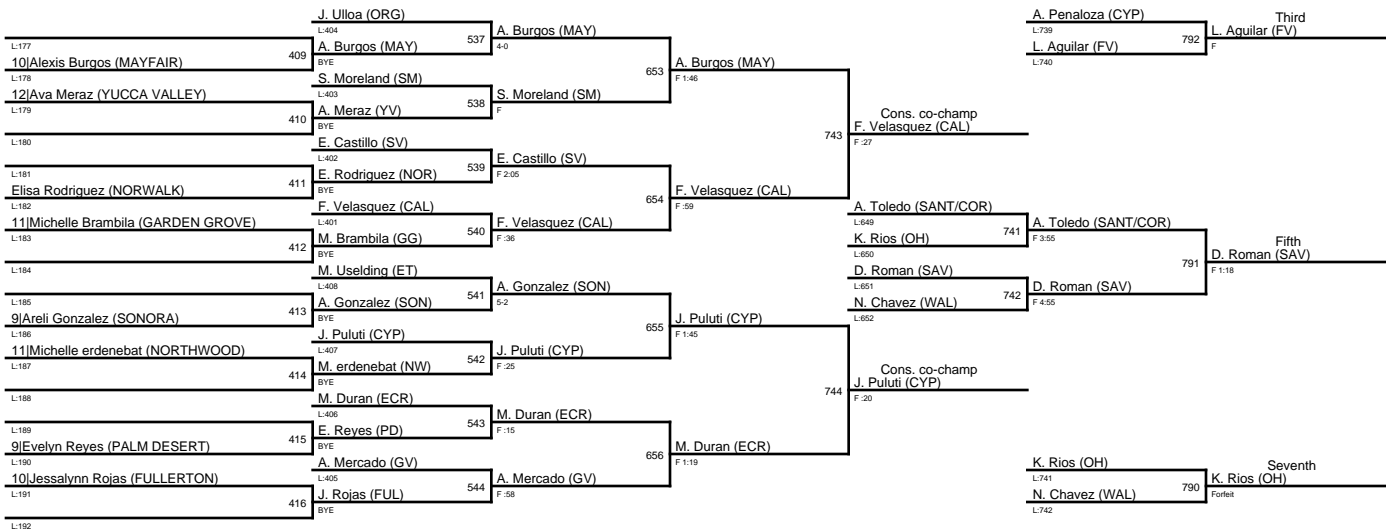 J. Ulloa (ORG)
L:404
L:177
409
A. Burgos (MAY)
BYE
10|Alexis Burgos (MAYFAIR)
L:178
537
A. Burgos (MAY)
4-0
12|Ava Meraz (YUCCA VALLEY)
L:179
S. Moreland (SM)
L:403
410
A. Meraz (YV)
BYE
L:180
538
S. Moreland (SM)
F
653
A. Burgos (MAY)
F 1:46
E. Castillo (SV)
L:402
L:181
411
E. Rodriguez (NOR)
BYE
Elisa Rodriguez (NORWALK)
L:182
539
E. Castillo (SV)
F 2:05
11|Michelle Brambila (GARDEN GROVE)
L:183
F. Velasquez (CAL)
L:401
412
M. Brambila (GG)
BYE
L:184
540
F. Velasquez (CAL)
F :36
654
F. Velasquez (CAL)
F :59
743
Cons. co-champ
F. Velasquez (CAL)
F :27
M. Uselding (ET)
L:408
L:185
413
A. Gonzalez (SON)
BYE
9|Areli Gonzalez (SONORA)
L:186
541
A. Gonzalez (SON)
5-2
11|Michelle erdenebat (NORTHWOOD)
L:187
J. Puluti (CYP)
L:407
414
M. erdenebat (NW)
BYE
L:188
542
J. Puluti (CYP)
F :25
655
J. Puluti (CYP)
F 1:45
M. Duran (ECR)
L:406
L:189
415
E. Reyes (PD)
BYE
9|Evelyn Reyes (PALM DESERT)
L:190
543
M. Duran (ECR)
F :15
10|Jessalynn Rojas (FULLERTON)
L:191
A. Mercado (GV)
L:405
416
J. Rojas (FUL)
BYE
L:192
544
A. Mercado (GV)
F :58
656
M. Duran (ECR)
F 1:19
744
Cons. co-champ
J. Puluti (CYP)
F :20
A. Penaloza (CYP)
L:739
L. Aguilar (FV)
L:740
792
Third
L. Aguilar (FV)
F
A. Toledo (SANT/COR)
L:649
K. Rios (OH)
L:650
741
A. Toledo (SANT/COR)
F 3:55
D. Roman (SAV)
L:651
N. Chavez (WAL)
L:652
742
D. Roman (SAV)
F 4:55
791
Fifth
D. Roman (SAV)
F 1:18
K. Rios (OH)
L:741
N. Chavez (WAL)
L:742
790
Seventh
K. Rios (OH)
Forfeit